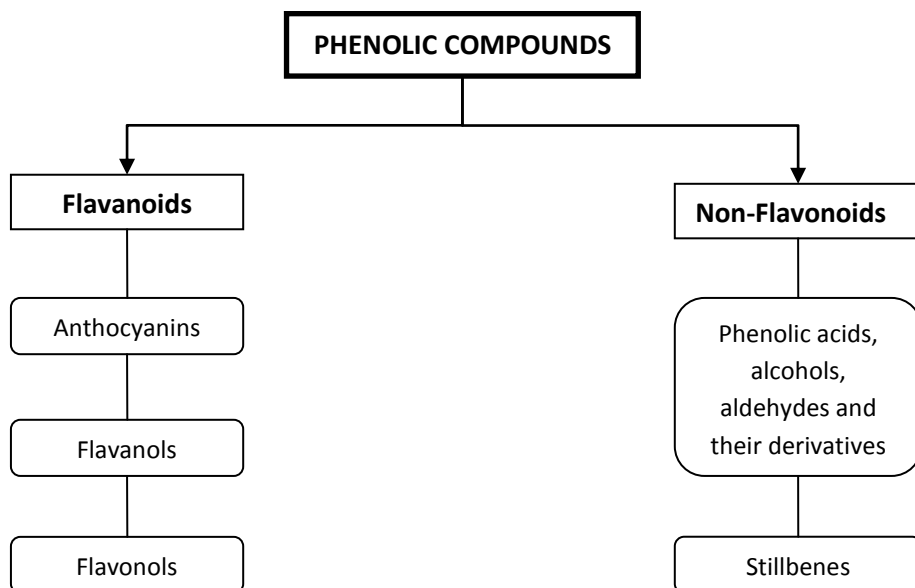 PHENOLIC COMPOUNDS
Flavanoids
Non-Flavonoids
Anthocyanins
Phenolic acids,
alcohols,
aldehydes and
their derivatives
Flavanols
Flavonols
Stillbenes